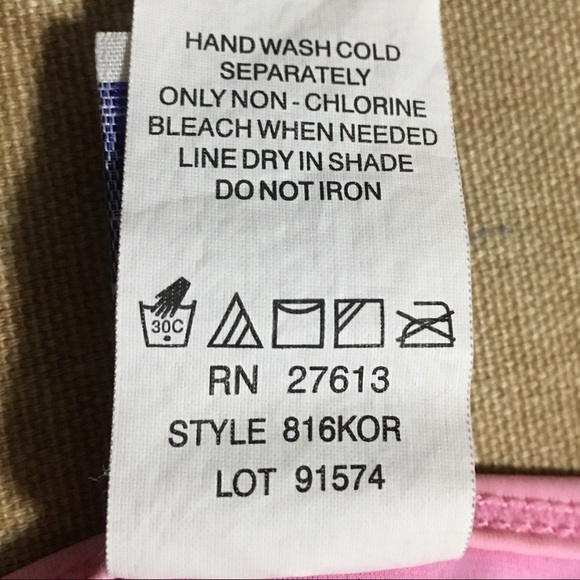 HAND WASH COLD
SEPARATELY
ONLY NON - CHLORINE
BLEACH WHEN NEEDED
LINE DRY IN SHADE
DO NOT IRON
30C
RN 27613
STYLE 816KOR
LOT 91574